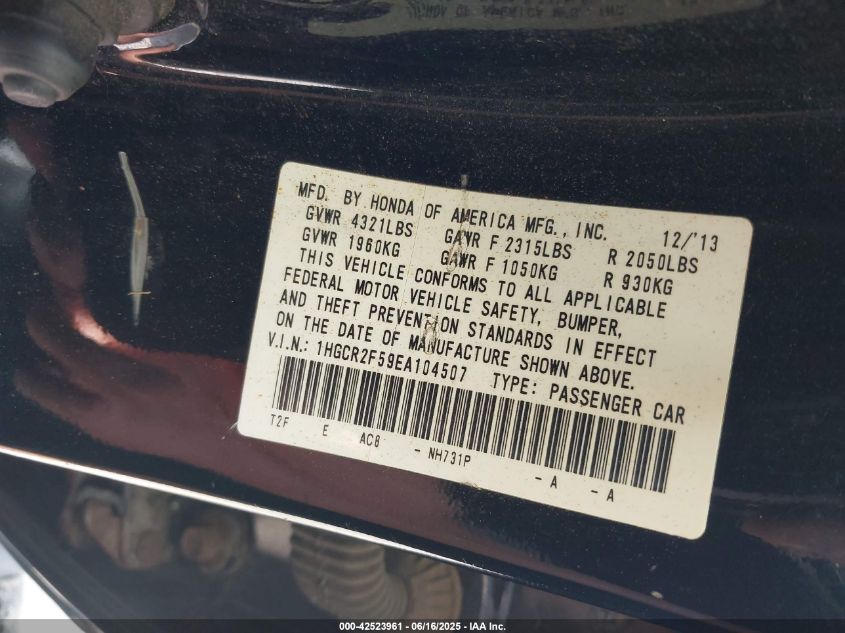 MFD. BY HONDA OF AMERICA MFG., INC. 12/'13
GVWR 4321LBS GAWR F 2315LBS R 2050LBS
GVWR 1960KG GAWR F 1050KG R 930KG
THIS VEHICLE CONFORMS TO ALL APPLICABLE
FEDERAL MOTOR VEHICLE SAFETY, BUMPER,
AND THEFT PREVENTION STANDARDS IN EFFECT
ON THE DATE OF MANUFACTURE SHOWN ABOVE.
V.I.N.: 1HGCR2F59EA104507 TYPE: PASSENGER CAR
T2F E AC8 - NH731P - A - A
000-42523961 - 06/16/2025 - IAA Inc.